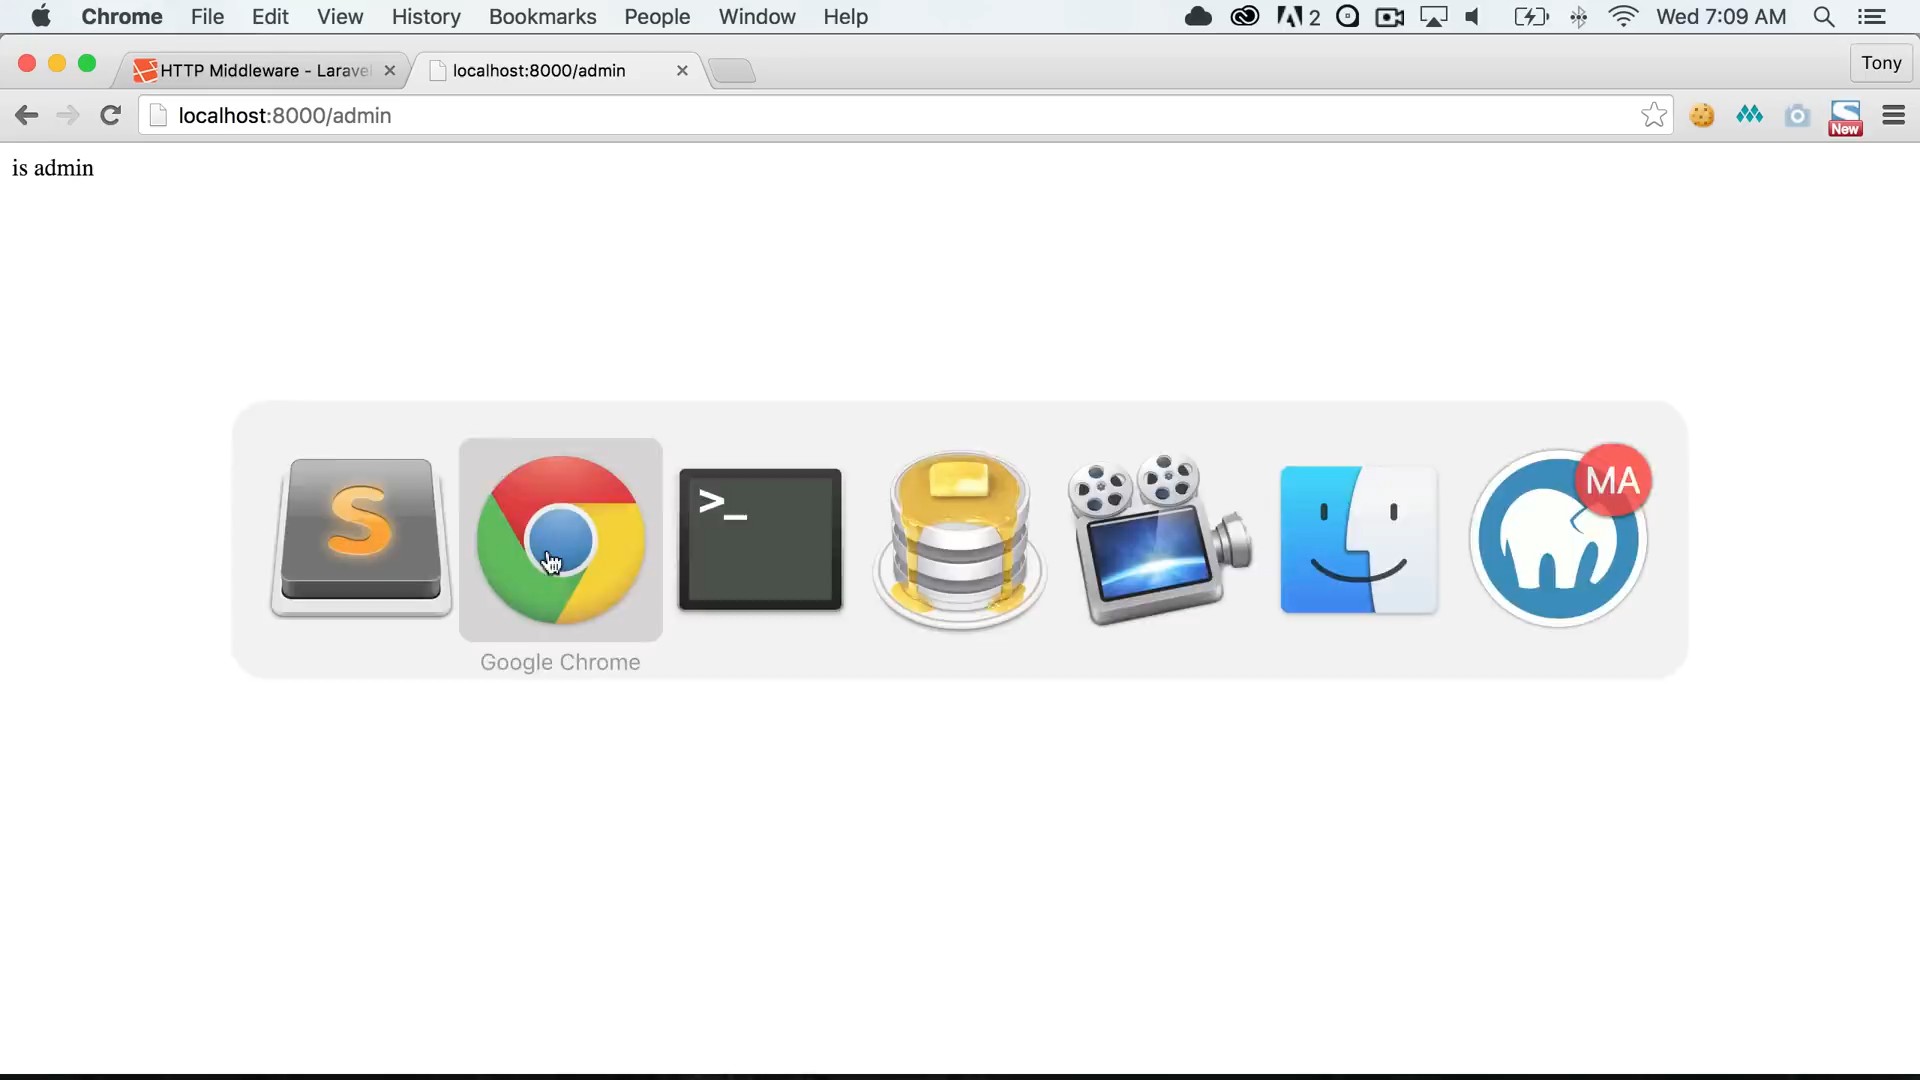 Chrome File Edit View History Bookmarks People Window Help 2 Wed 7:09 AM
HTTP Middleware - Laravel localhost:8000/admin Tony
localhost:8000/admin New
is admin
S >_ MA
Google Chrome